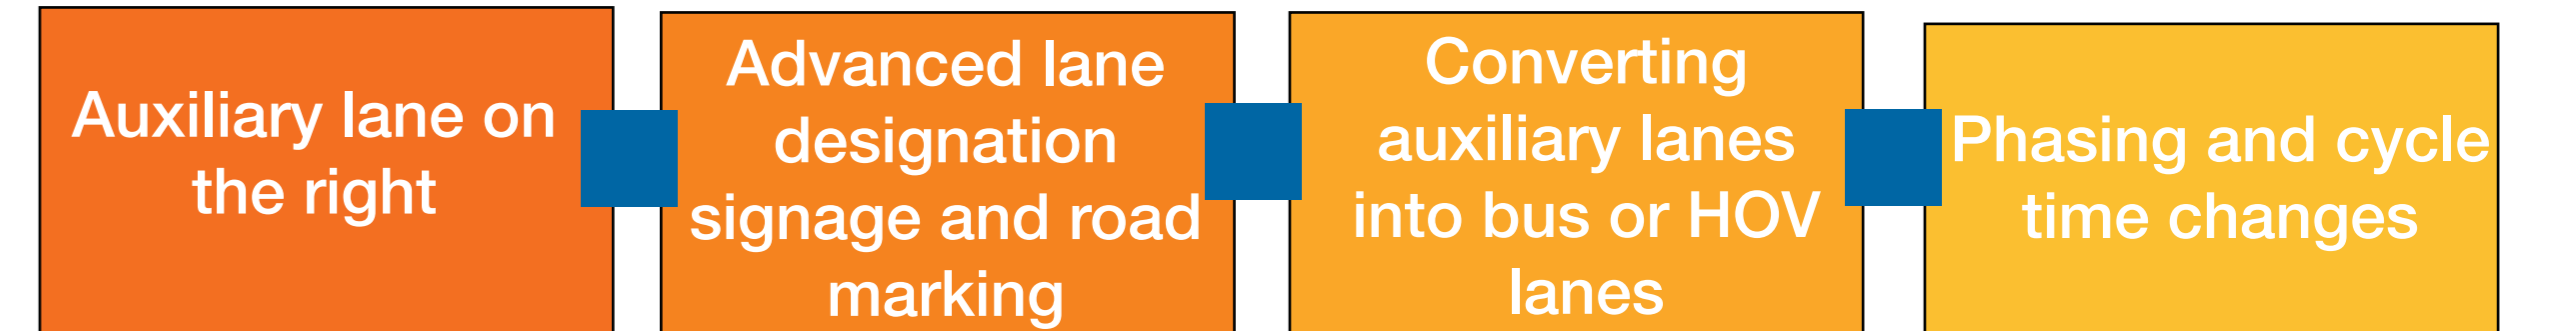 Auxiliary lane on
the right
Advanced lane
designation
signage and road
marking
Converting
auxiliary lanes
into bus or HOV
lanes
Phasing and cycle
time changes